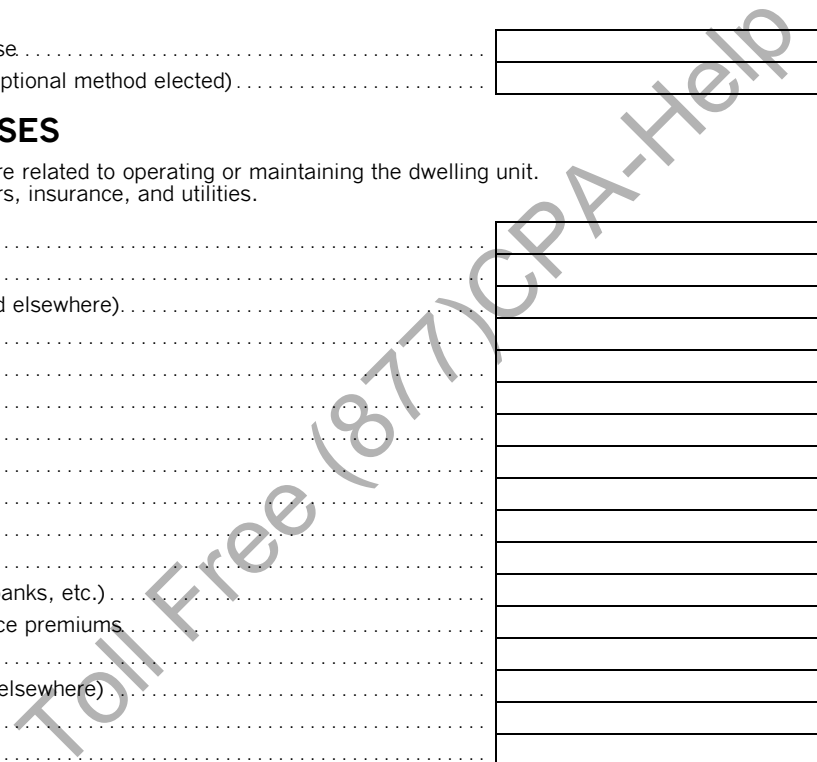 se
ptional method elected)
SES
re related to operating or maintaining the dwelling unit.
rs, insurance, and utilities.
d elsewhere)
anks, etc.)
ce premiums
elsewhere)
Toll Free (877)CPA-Help